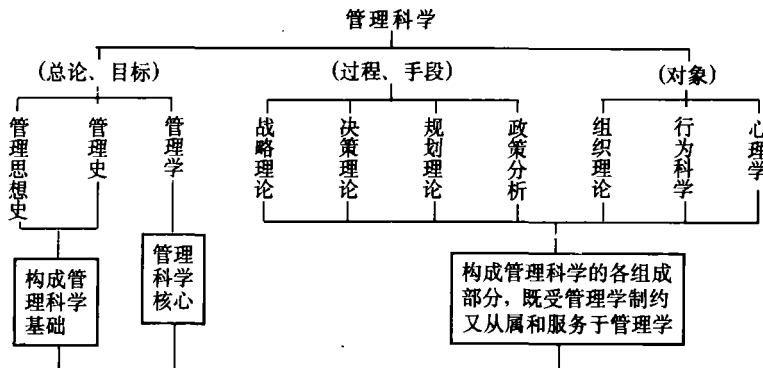 管理科学
(总论、目标)
(过程、手段)
(对象)
管理思想史
管理史
管理学
战略理论
决策理论
规划理论
政策分析
组织理论
行为科学
心理学
构成管
理科学
基础
管理
科学
核心
构成管理科学的各组成
部分，既受管理学制约
又从属和服务于管理学